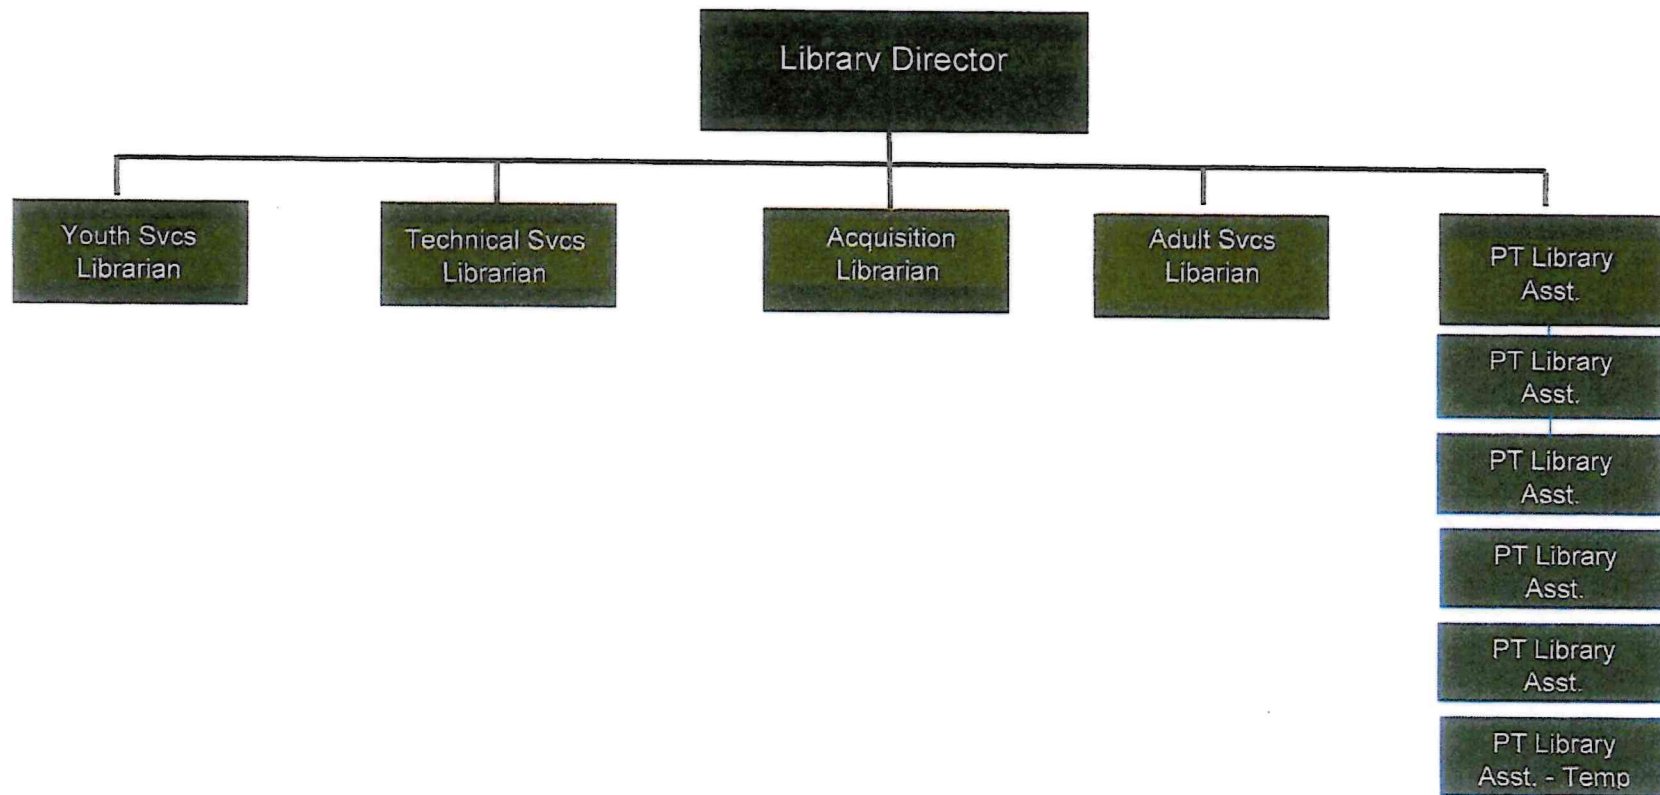 Library Director
Youth Svcs
Librarian
Technical Svcs
Librarian
Acquisition
Librarian
Adult Svcs
Libarian
PT Library
Asst.
PT Library
Asst.
PT Library
Asst.
PT Library
Asst.
PT Library
Asst.
PT Library
Asst. - Temp